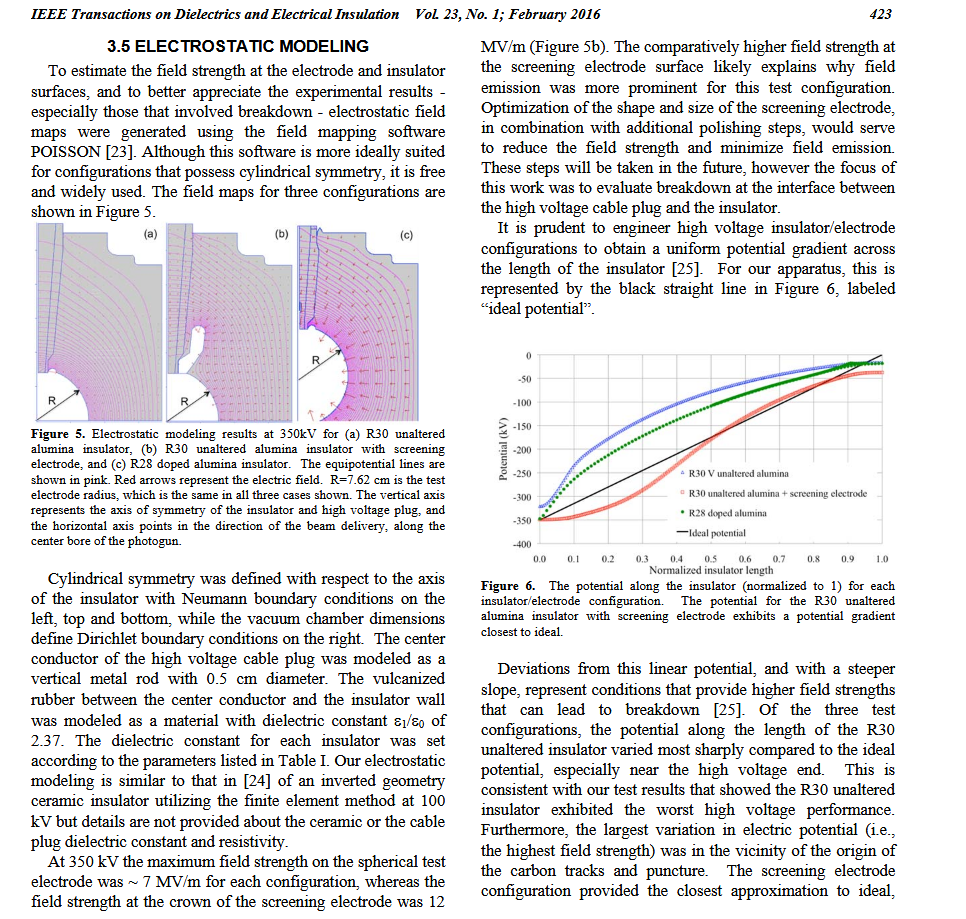 IEEE Transactions on Dielectrics and Electrical Insulation Vol. 23, No. 1; February 2016 423
3.5 ELECTROSTATIC MODELING
To estimate the field strength at the electrode and insulator
surfaces, and to better appreciate the experimental results -
especially those that involved breakdown - electrostatic field
maps were generated using the field mapping software
POISSON [23]. Although this software is more ideally suited
for configurations that possess cylindrical symmetry, it is free
and widely used. The field maps for three configurations are
shown in Figure 5.
(a) (b) (c)
R R R
Figure 5. Electrostatic modeling results at 350kV for (a) R30 unaltered
alumina insulator, (b) R30 unaltered alumina insulator with screening
electrode, and (c) R28 doped alumina insulator. The equipotential lines are
shown in pink. Red arrows represent the electric field. R=7.62 cm is the test
electrode radius, which is the same in all three cases shown. The vertical axis
represents the axis of symmetry of the insulator and high voltage plug, and
the horizontal axis points in the direction of the beam delivery, along the
center bore of the photogun.
Cylindrical symmetry was defined with respect to the axis
of the insulator with Neumann boundary conditions on the
left, top and bottom, while the vacuum chamber dimensions
define Dirichlet boundary conditions on the right. The center
conductor of the high voltage cable plug was modeled as a
vertical metal rod with 0.5 cm diameter. The vulcanized
rubber between the center conductor and the insulator wall
was modeled as a material with dielectric constant ε₁/ε₀ of
2.37. The dielectric constant for each insulator was set
according to the parameters listed in Table I. Our electrostatic
modeling is similar to that in [24] of an inverted geometry
ceramic insulator utilizing the finite element method at 100
kV but details are not provided about the ceramic or the cable
plug dielectric constant and resistivity.
At 350 kV the maximum field strength on the spherical test
electrode was ~ 7 MV/m for each configuration, whereas the
field strength at the crown of the screening electrode was 12
MV/m (Figure 5b). The comparatively higher field strength at
the screening electrode surface likely explains why field
emission was more prominent for this test configuration.
Optimization of the shape and size of the screening electrode,
in combination with additional polishing steps, would serve
to reduce the field strength and minimize field emission.
These steps will be taken in the future, however the focus of
this work was to evaluate breakdown at the interface between
the high voltage cable plug and the insulator.
It is prudent to engineer high voltage insulator/electrode
configurations to obtain a uniform potential gradient across
the length of the insulator [25]. For our apparatus, this is
represented by the black straight line in Figure 6, labeled
“ideal potential”.
0
-50
-100
-150
-200
-250
-300
-350
-400
Potential (kV)
R30 V unaltered alumina
R30 unaltered alumina + screening electrode
R28 doped alumina
Ideal potential
0.0 0.1 0.2 0.3 0.4 0.5 0.6 0.7 0.8 0.9 1.0
Normalized insulator length
Figure 6. The potential along the insulator (normalized to 1) for each
insulator/electrode configuration. The potential for the R30 unaltered
alumina insulator with screening electrode exhibits a potential gradient
closest to ideal.
Deviations from this linear potential, and with a steeper
slope, represent conditions that provide higher field strengths
that can lead to breakdown [25]. Of the three test
configurations, the potential along the length of the R30
unaltered insulator varied most sharply compared to the ideal
potential, especially near the high voltage end. This is
consistent with our test results that showed the R30 unaltered
insulator exhibited the worst high voltage performance.
Furthermore, the largest variation in electric potential (i.e.,
the highest field strength) was in the vicinity of the origin of
the carbon tracks and puncture. The screening electrode
configuration provided the closest approximation to ideal,